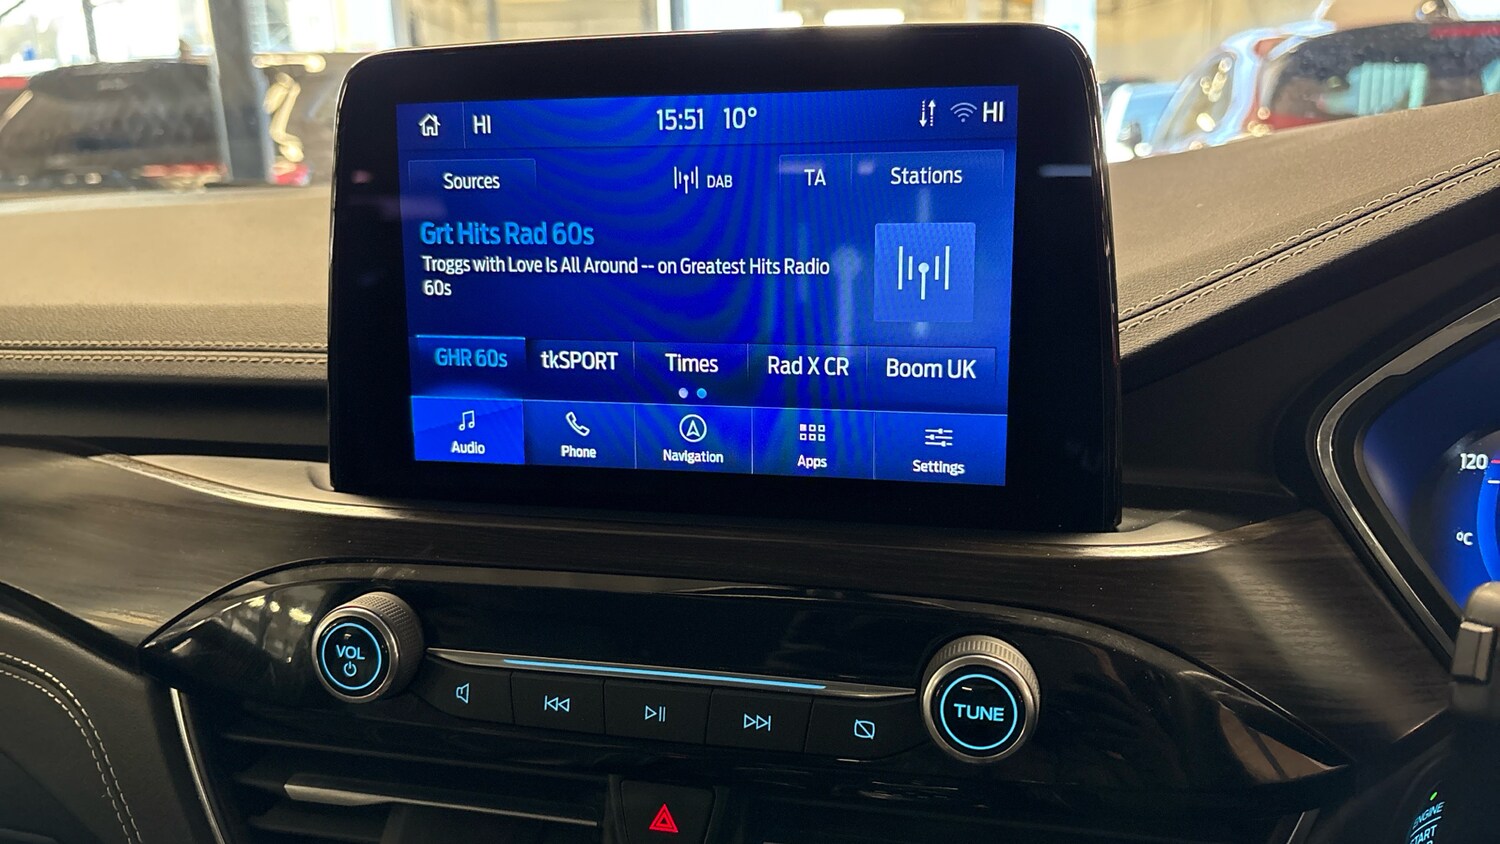 HI 15:51 10° HI
Sources DAB TA Stations
Grt Hits Rad 60s
Troggs with Love Is All Around -- on Greatest Hits Radio
60s
GHR 60s tkSPORT Times Rad X CR Boom UK
Audio Phone Navigation Apps Settings
120
°C
VOL
TUNE
ENGINE
START